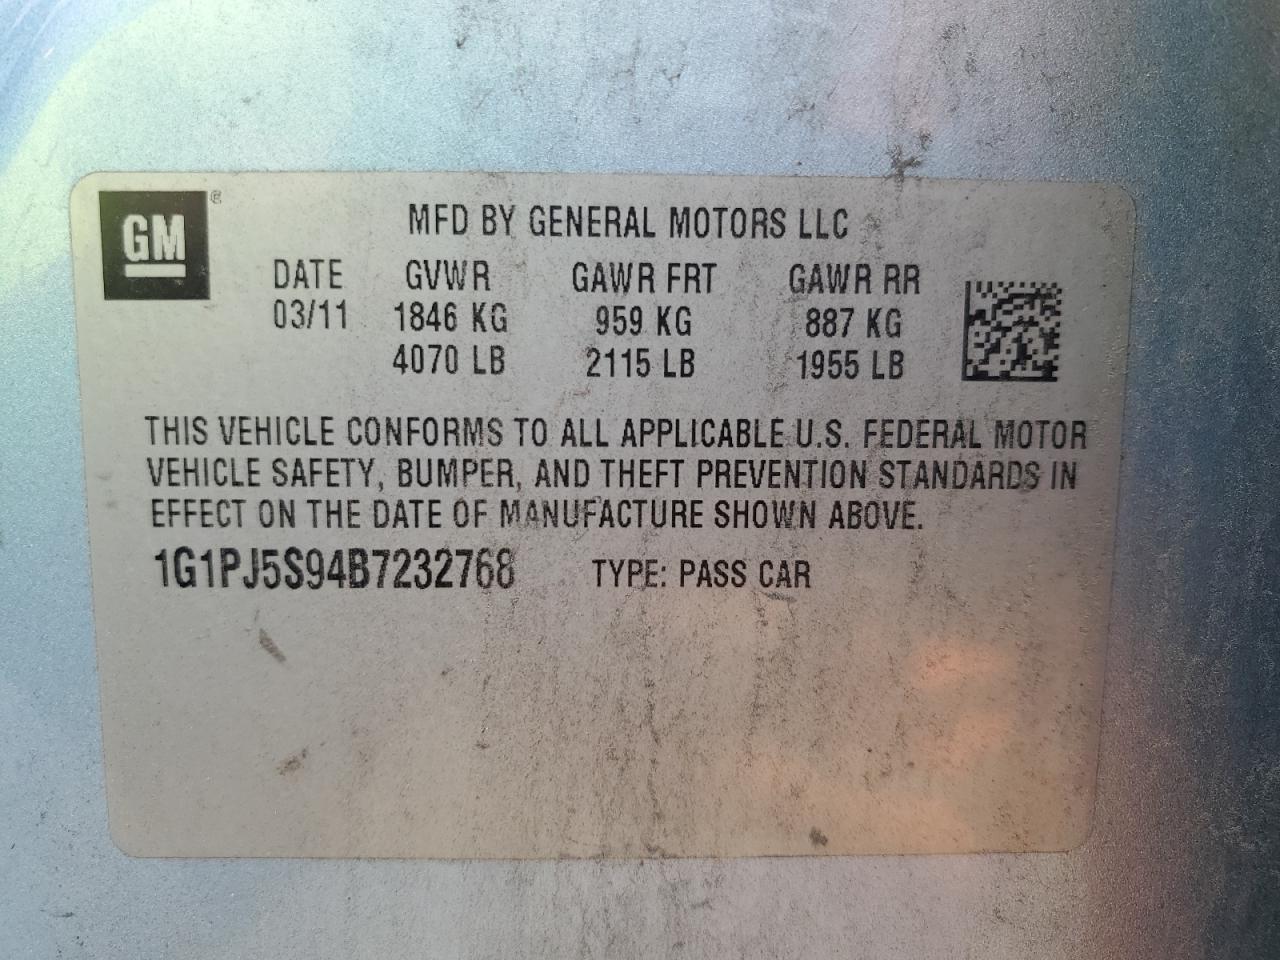 GM
MFD BY GENERAL MOTORS LLC
DATE GVWR GAWR FRT GAWR RR
03/11 1846 KG 959 KG 887 KG
4070 LB 2115 LB 1955 LB
THIS VEHICLE CONFORMS TO ALL APPLICABLE U.S. FEDERAL MOTOR
VEHICLE SAFETY, BUMPER, AND THEFT PREVENTION STANDARDS IN
EFFECT ON THE DATE OF MANUFACTURE SHOWN ABOVE.
1G1PJ5S94B7232768 TYPE: PASS CAR